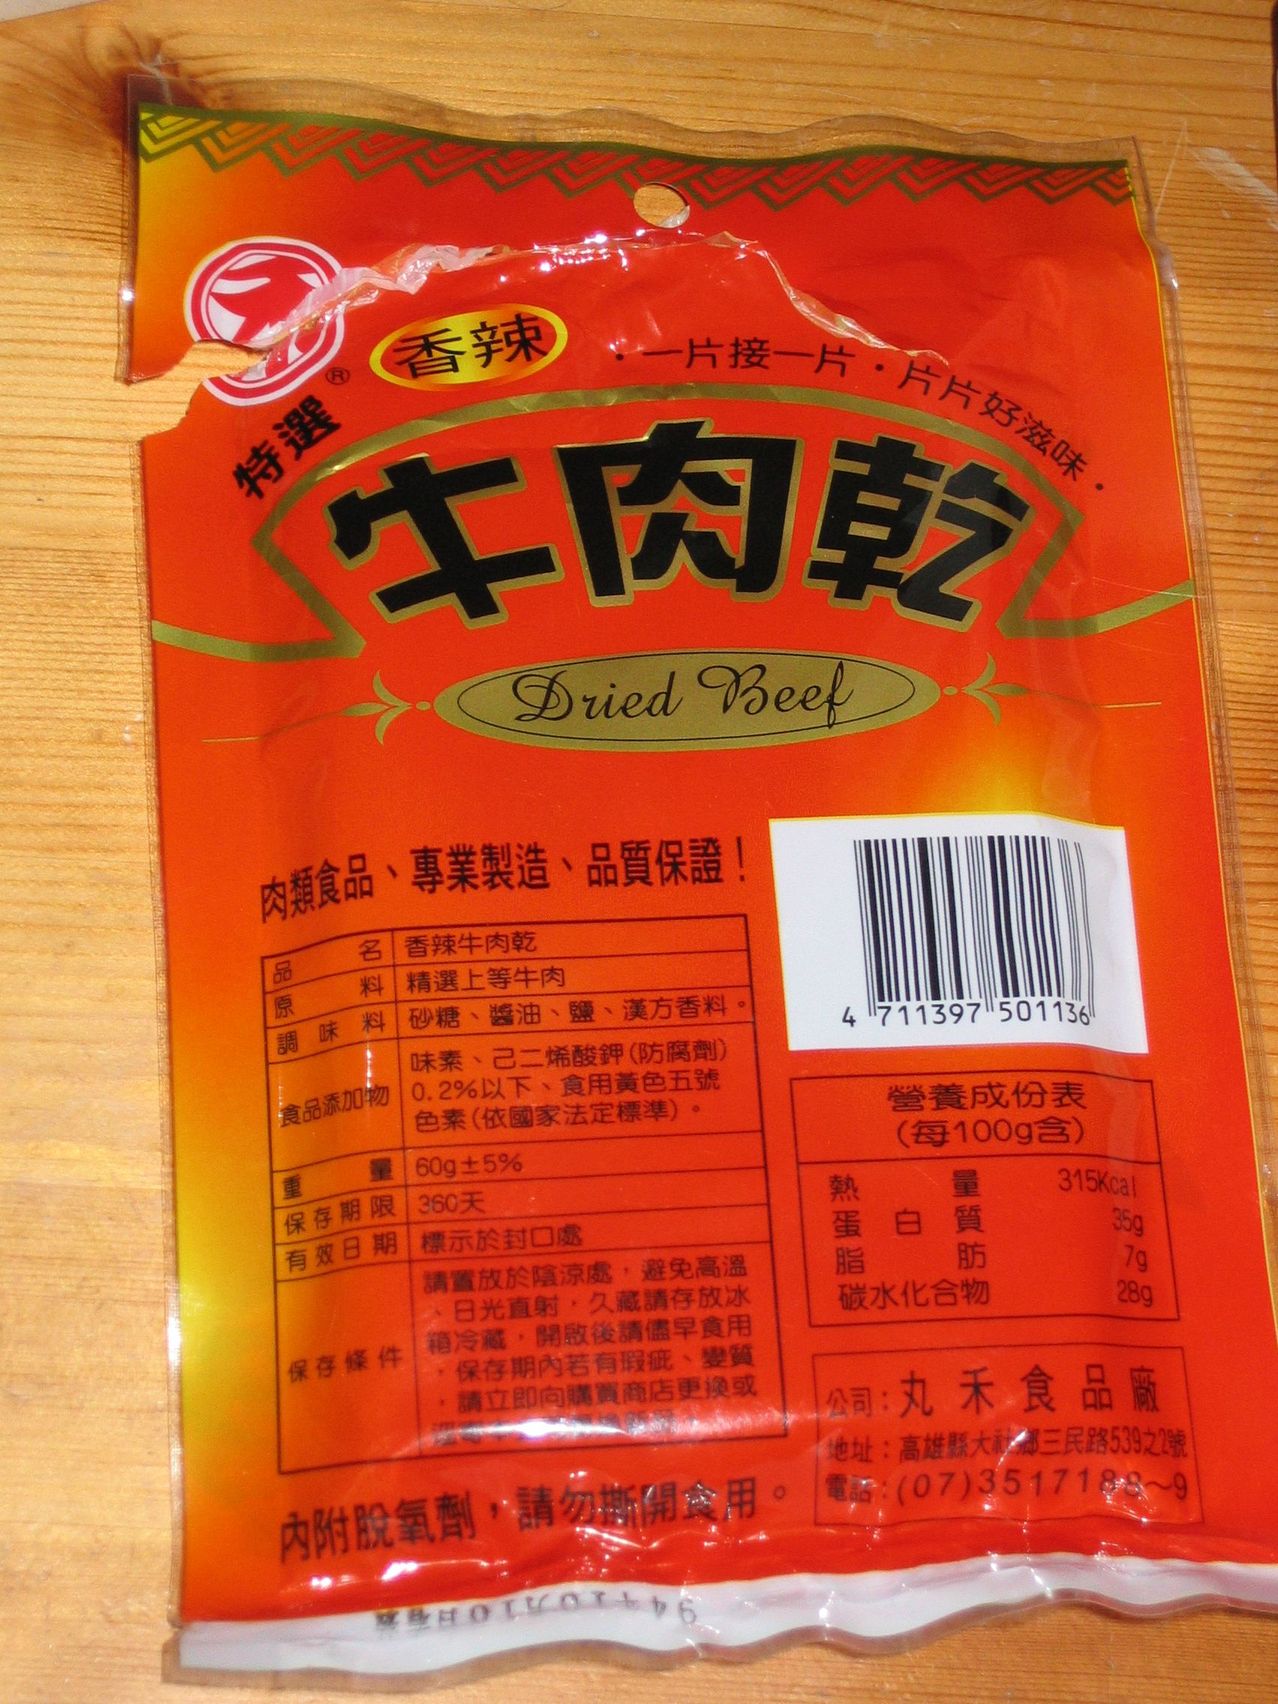 ®
香辣
・一片接一片・片片好滋味・
特選
牛肉乾
Dried Beef
肉類食品、專業製造、品質保證！
品名 香辣牛肉乾
原料 精選上等牛肉
調味料 砂糖、醬油、鹽、漢方香料。
食品添加物 味素、己二烯酸鉀(防腐劑)
0.2%以下、食用黃色五號
色素(依國家法定標準)。
重量 60g±5%
保存期限 360天
有效日期 標示於封口處
保存條件 請置放於陰涼處，避免高溫
、日光直射，久藏請存放冰
箱冷藏，開啟後請儘早食用
，保存期內若有瑕疵、變質
，請立即向購買商店更換或
內附脫氧劑，請勿撕開食用。
4 711397 501136
營養成份表
(每100g含)
熱量 315Kcal
蛋白質 35g
脂肪 7g
碳水化合物 28g
公司:丸禾食品廠
地址：高雄縣大社鄉三民路539之2號
電話:(07)3517188~9